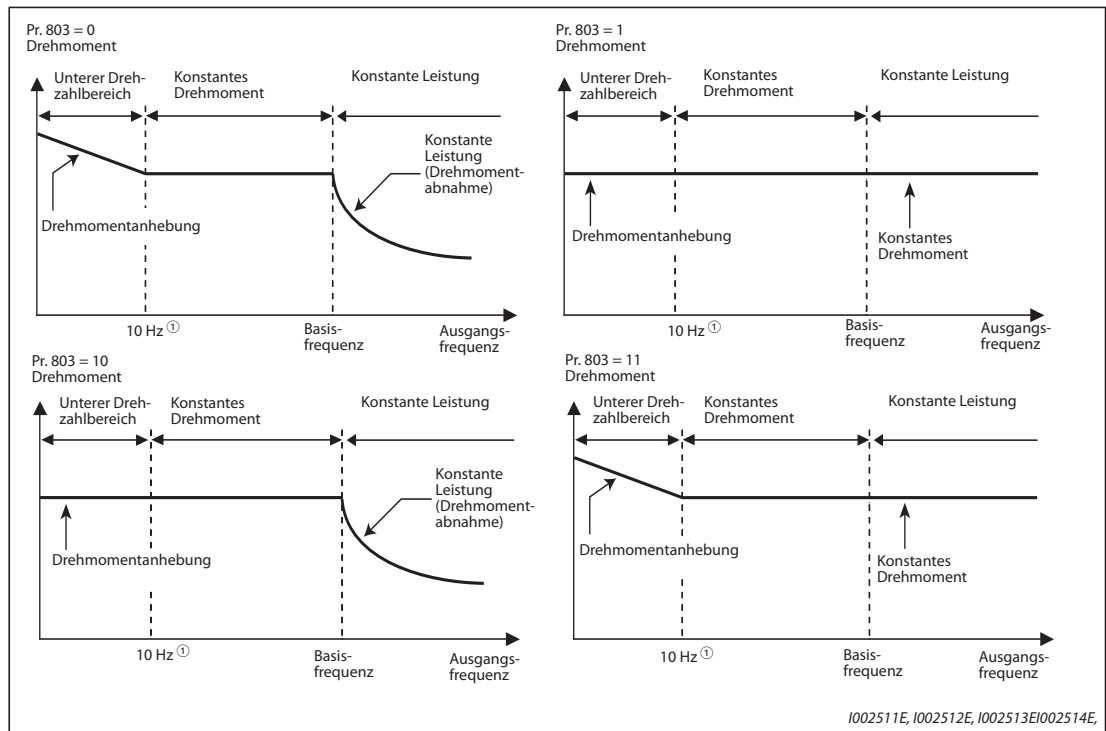 Pr. 803 = 0
Drehmoment
Unterer Dreh-
zahlbereich
Konstantes
Drehmoment
Konstante Leistung
Konstante
Leistung
(Drehmoment-
abnahme)
Drehmomentanhebung
10 Hz ①
Basis-
frequenz
Ausgangs-
frequenz
Pr. 803 = 1
Drehmoment
Unterer Dreh-
zahlbereich
Konstantes
Drehmoment
Konstante Leistung
Drehmomentanhebung
Konstantes
Drehmoment
10 Hz ①
Basis-
frequenz
Ausgangs-
frequenz
Pr. 803 = 10
Drehmoment
Unterer Dreh-
zahlbereich
Konstantes
Drehmoment
Konstante Leistung
Konstante
Leistung
(Drehmoment-
abnahme)
Drehmomentanhebung
10 Hz ①
Basis-
frequenz
Ausgangs-
frequenz
Pr. 803 = 11
Drehmoment
Unterer Dreh-
zahlbereich
Konstantes
Drehmoment
Konstante Leistung
Drehmomentanhebung
Konstantes
Drehmoment
10 Hz ①
Basis-
frequenz
Ausgangs-
frequenz
I002511E, I002512E, I002513EI002514E,